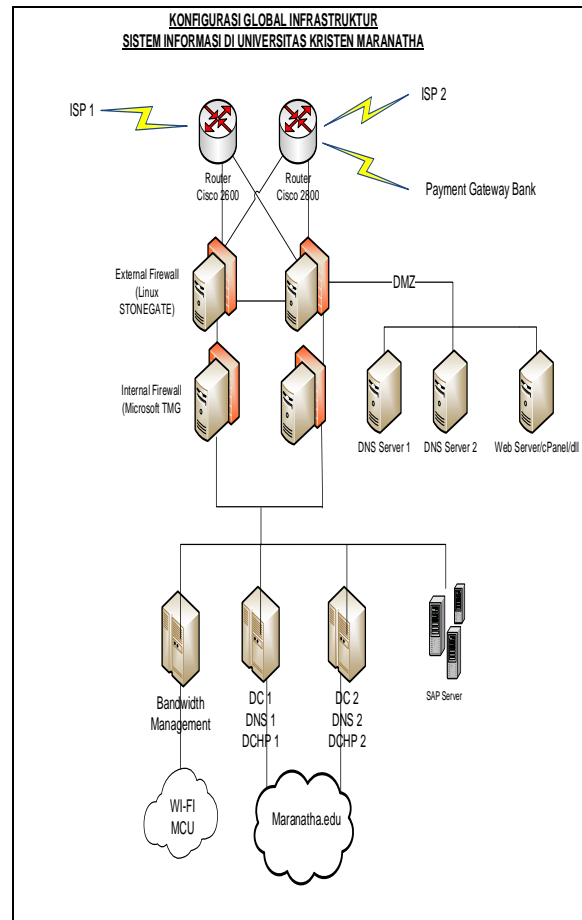 KONFIGURASI GLOBAL INFRASTRUKTUR
SISTEM INFORMASI DI UNIVERSITAS KRISTEN MARANATHA
ISP 1
ISP 2
Router
Cisco 2600
Router
Cisco 2800
Payment Gateway Bank
External Firewall
(Linux
STONEGATE)
DMZ
Internal Firewall
(Microsoft TMG
DNS Server 1
DNS Server 2
Web Server/cPanel/dll
Bandwidth
Management
DC 1
DNS 1
DCHP 1
DC 2
DNS 2
DCHP 2
SAP Server
WI-FI
MCU
Maranatha.edu